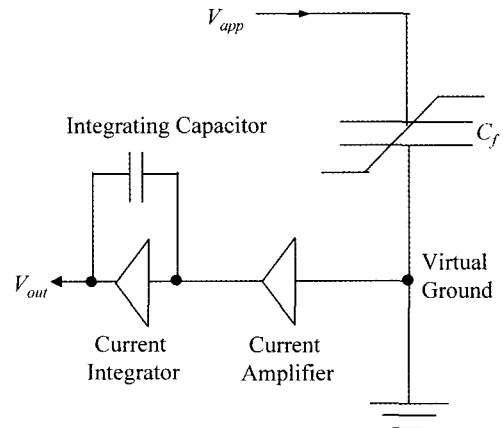 V_app
Integrating Capacitor
C_f
V_out
Current
Integrator
Current
Amplifier
Virtual
Ground